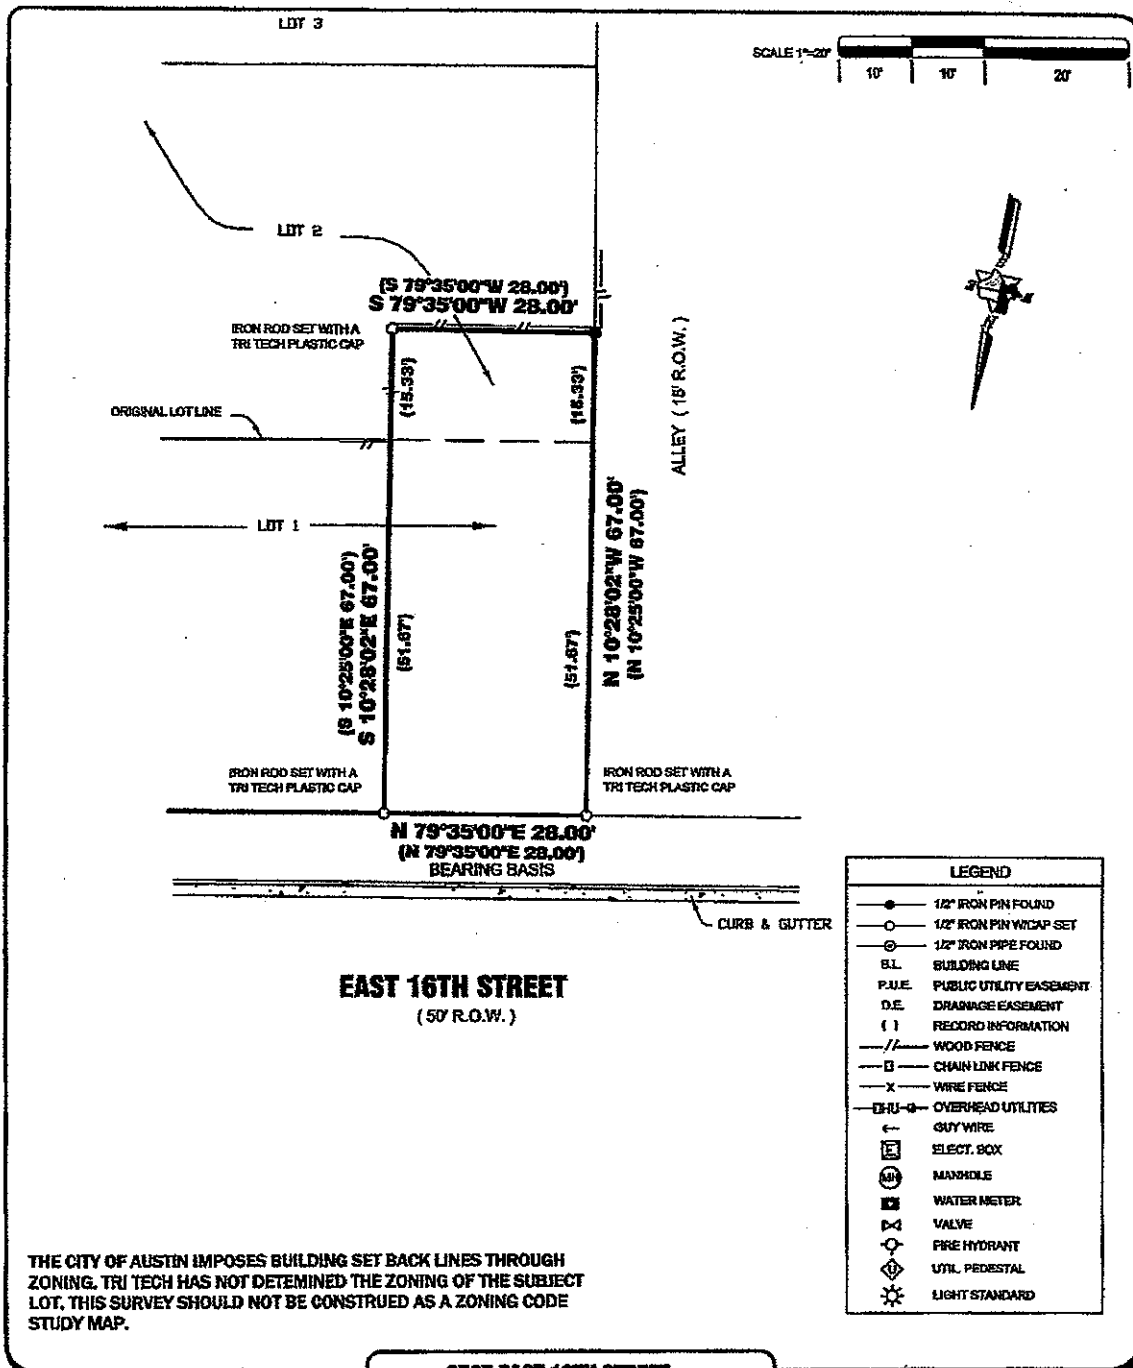 LOT 3
SCALE 1"=20'
10' 10' 20'
LOT 2
(S 79°35'00"W 28.00')
S 79°35'00"W 28.00'
IRON ROD SET WITH A
TRI TECH PLASTIC CAP
(15.33')
(15.33')
ALLEY ( 15' R.O.W. )
ORIGINAL LOT LINE
LOT 1
(S 10°25'00"E 67.00')
S 10°28'02"E 67.00'
(51.67')
(51.67')
N 10°28'02"W 67.00'
(N 10°25'00"W 67.00')
IRON ROD SET WITH A
TRI TECH PLASTIC CAP
IRON ROD SET WITH A
TRI TECH PLASTIC CAP
N 79°35'00"E 28.00'
(N 79°35'00"E 28.00')
BEARING BASIS
CURB & GUTTER
EAST 16TH STREET
( 50' R.O.W. )
LEGEND
1/2" IRON PIN FOUND
1/2" IRON PIN W/CAP SET
1/2" IRON PIPE FOUND
B.L. BUILDING LINE
P.U.E. PUBLIC UTILITY EASEMENT
D.E. DRAINAGE EASEMENT
( ) RECORD INFORMATION
// WOOD FENCE
CHAIN LINK FENCE
X WIRE FENCE
OHU OVERHEAD UTILITIES
GUY WIRE
E ELECT. BOX
MH MANHOLE
WATER METER
VALVE
FIRE HYDRANT
U UTIL. PEDESTAL
LIGHT STANDARD
THE CITY OF AUSTIN IMPOSES BUILDING SET BACK LINES THROUGH
ZONING. TRI TECH HAS NOT DETEMINED THE ZONING OF THE SUBJECT
LOT. THIS SURVEY SHOULD NOT BE CONSTRUED AS A ZONING CODE
STUDY MAP.
EAST 16TH STREET